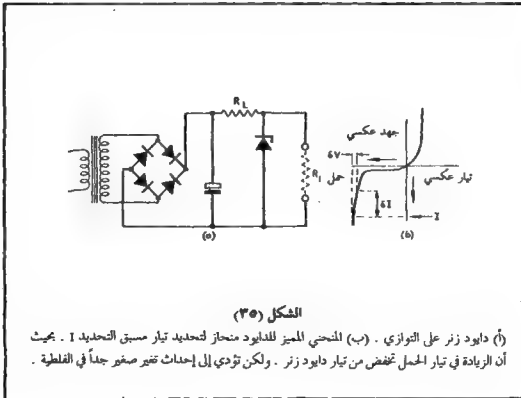 R_L
جهد عكسي
δV
حمل
R_l
تيار عكسي
δI
I
(a)
(b)
الشكل (٣٥)
(أ) دايود زنر على التوازي . (ب) المنحني المميز للدايود منحاز لتحديد تيار مسبق التحديد I . بحيث
أن الزيادة في تيار الحمل تخفض من تيار دايود زنر . ولكن تؤدي إلى إحداث تغير صغير جداً في الفلطية .